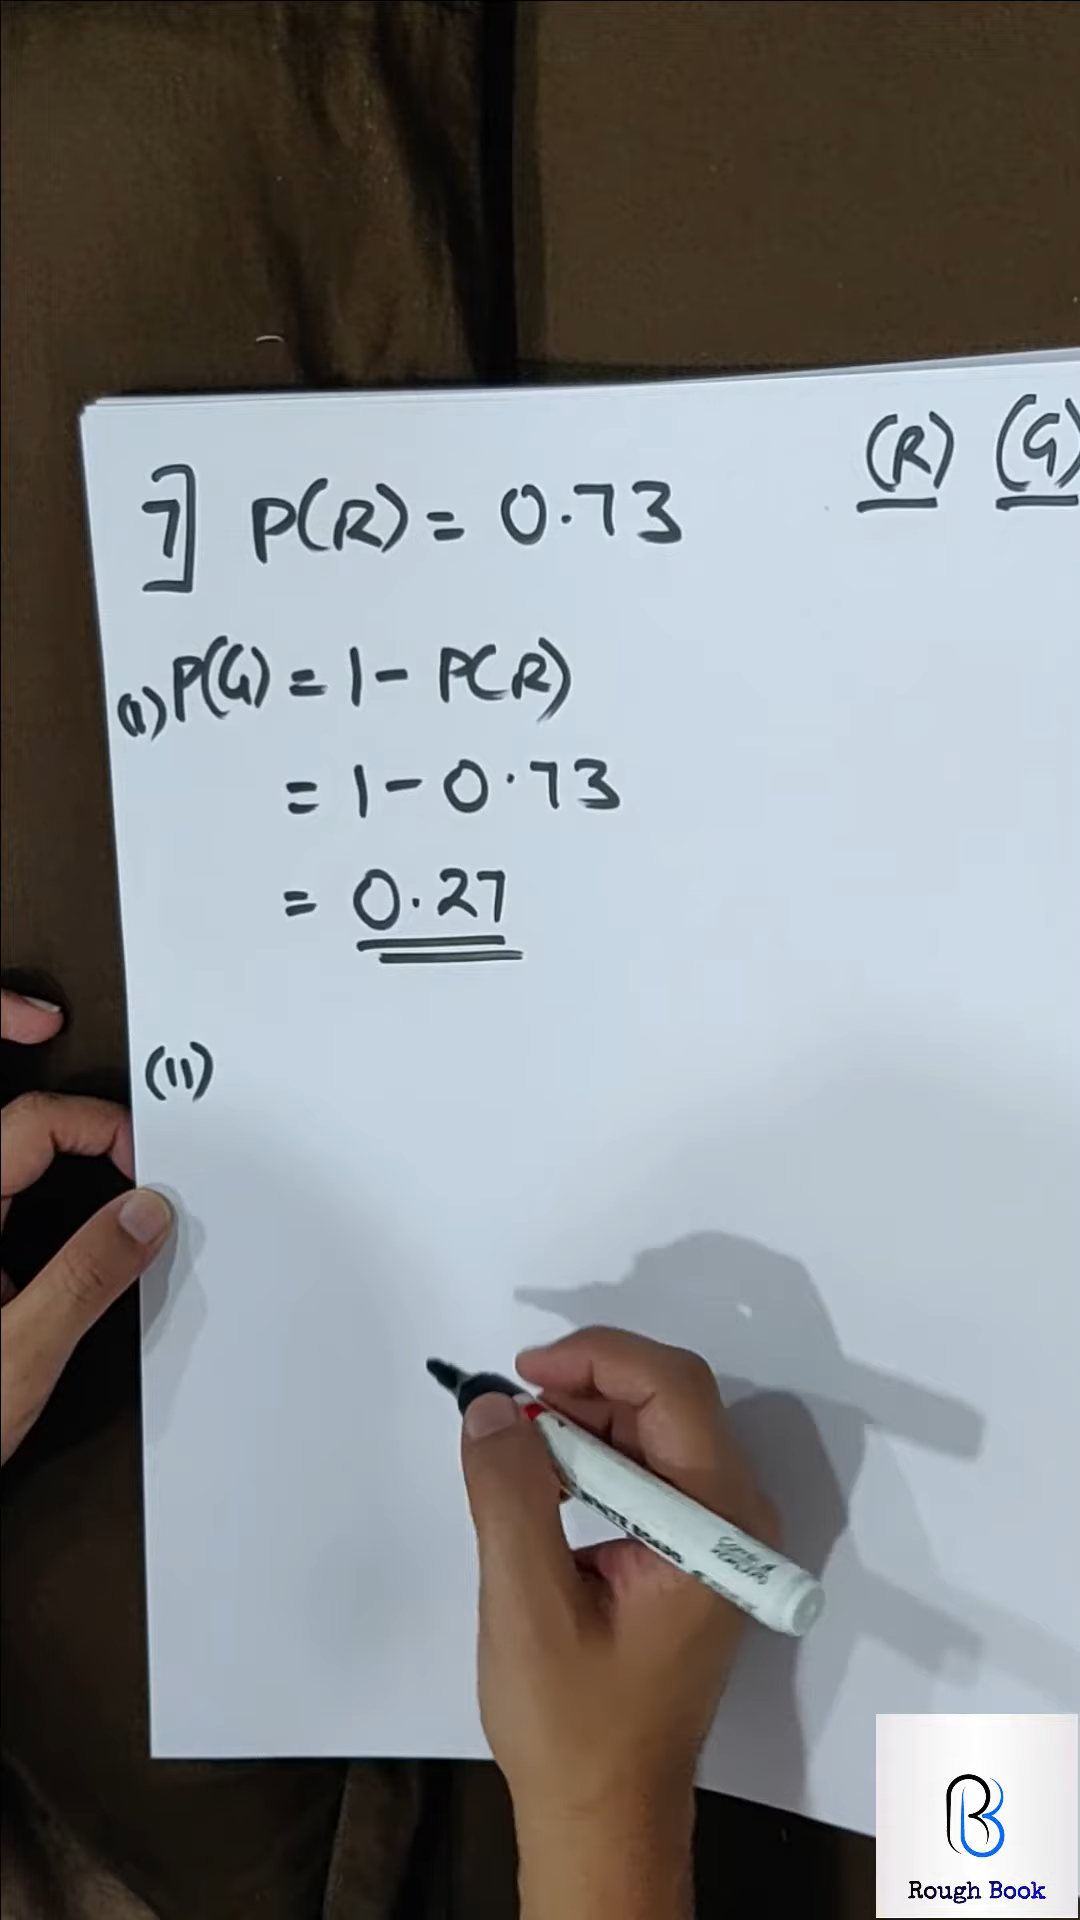 7] P(R) = 0.73
(R) (G)
(i) P(G) = 1 - P(R)
= 1 - 0.73
= 0.27
(ii)
Rough Book